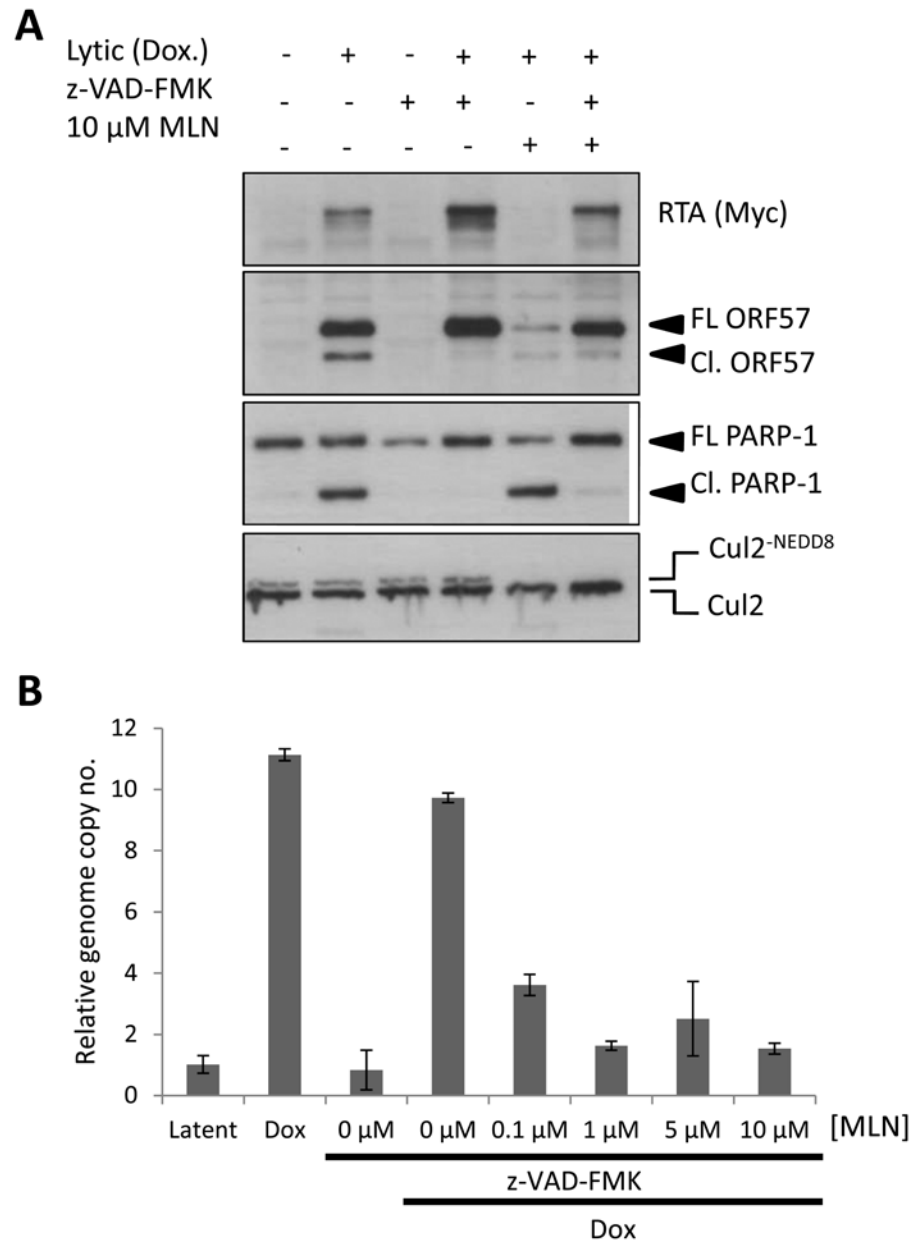 A
Lytic (Dox.) - + - + + +
z-VAD-FMK - - + + - +
10 µM MLN - - - - + +
RTA (Myc)
FL ORF57
Cl. ORF57
FL PARP-1
Cl. PARP-1
Cul2-NEDD8
Cul2
B
Relative genome copy no.
12
10
8
6
4
2
0
Latent Dox 0 µM 0 µM 0.1 µM 1 µM 5 µM 10 µM [MLN]
z-VAD-FMK
Dox